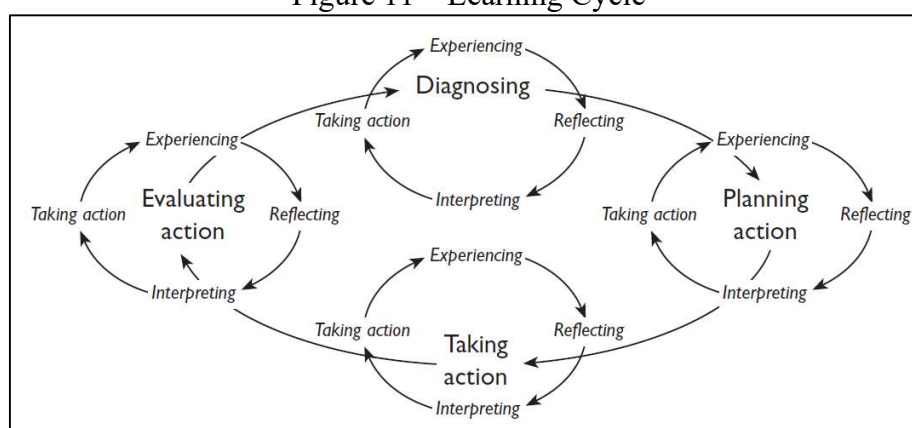 Figure – Learning Cycle
Experiencing
Diagnosing
Taking action
Reflecting
Interpreting
Experiencing
Evaluating
action
Taking action
Reflecting
Interpreting
Experiencing
Planning
action
Taking action
Reflecting
Interpreting
Experiencing
Taking action
Reflecting
Taking
action
Interpreting